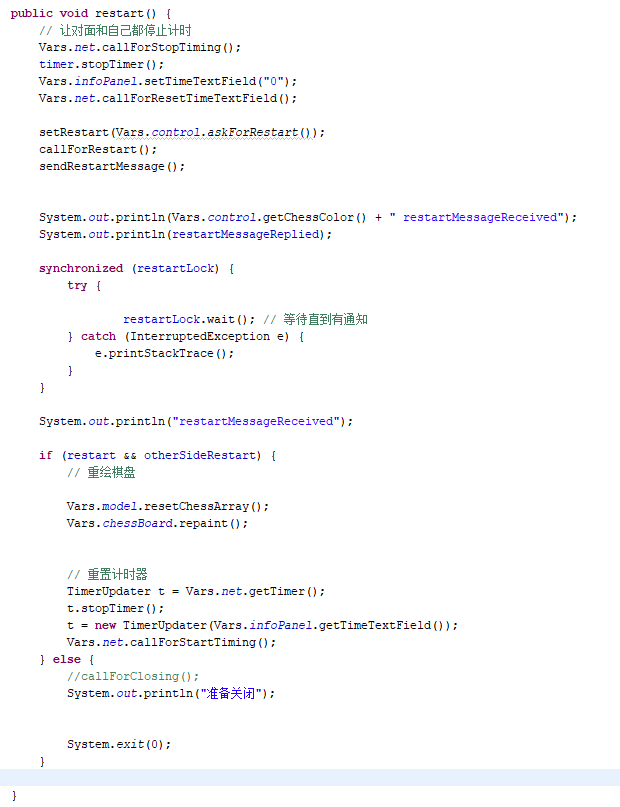 public void restart() {
// 让对面和自己都停止计时
Vars.net.callForStopTiming();
timer.stopTimer();
Vars.infoPanel.setTimeTextField("0");
Vars.net.callForResetTimeTextField();
setRestart(Vars.control.askForRestart());
callForRestart();
sendRestartMessage();
System.out.println(Vars.control.getChessColor() + " restartMessageReceived");
System.out.println(restartMessageReplied);
synchronized (restartLock) {
try {
restartLock.wait(); // 等待直到有通知
} catch (InterruptedException e) {
e.printStackTrace();
}
}
System.out.println("restartMessageReceived");
if (restart && otherSideRestart) {
// 重绘棋盘
Vars.model.resetChessArray();
Vars.chessBoard.repaint();
// 重置计时器
TimerUpdater t = Vars.net.getTimer();
t.stopTimer();
t = new TimerUpdater(Vars.infoPanel.getTimeTextField());
Vars.net.callForStartTiming();
} else {
//callForClosing();
System.out.println("准备关闭");
System.exit(0);
}
}